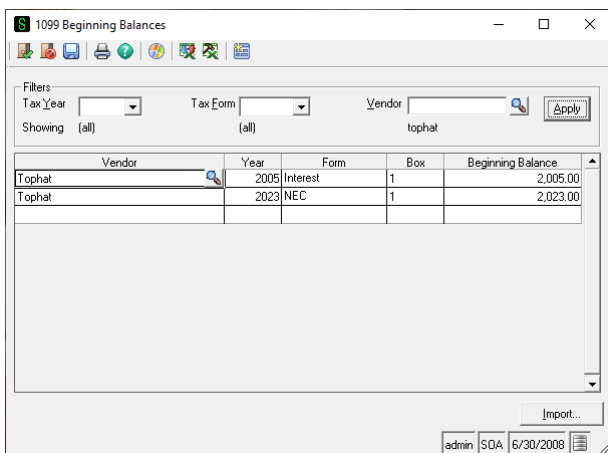 S 1099 Beginning Balances
Filters
Tax Year Tax Form Vendor Apply
Showing (all) (all) tophat
Vendor Year Form Box Beginning Balance
Tophat 2005 Interest 1 2,005.00
Tophat 2023 NEC 1 2,023.00
Import...
admin SOA 6/30/2008